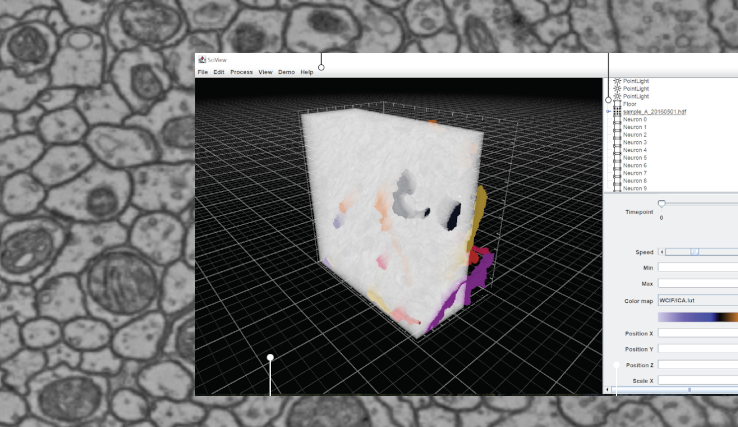 SciView
File Edit Process View Demo Help
PointLight
PointLight
PointLight
Floor
sample_A_20160501.hdf
Neuron 0
Neuron 1
Neuron 2
Neuron 3
Neuron 4
Neuron 5
Neuron 6
Neuron 7
Neuron 8
Neuron 9
Timepoint
0
Speed
Min
Max
Color map WCIF/ICA.lut
Position X
Position Y
Position Z
Scale X